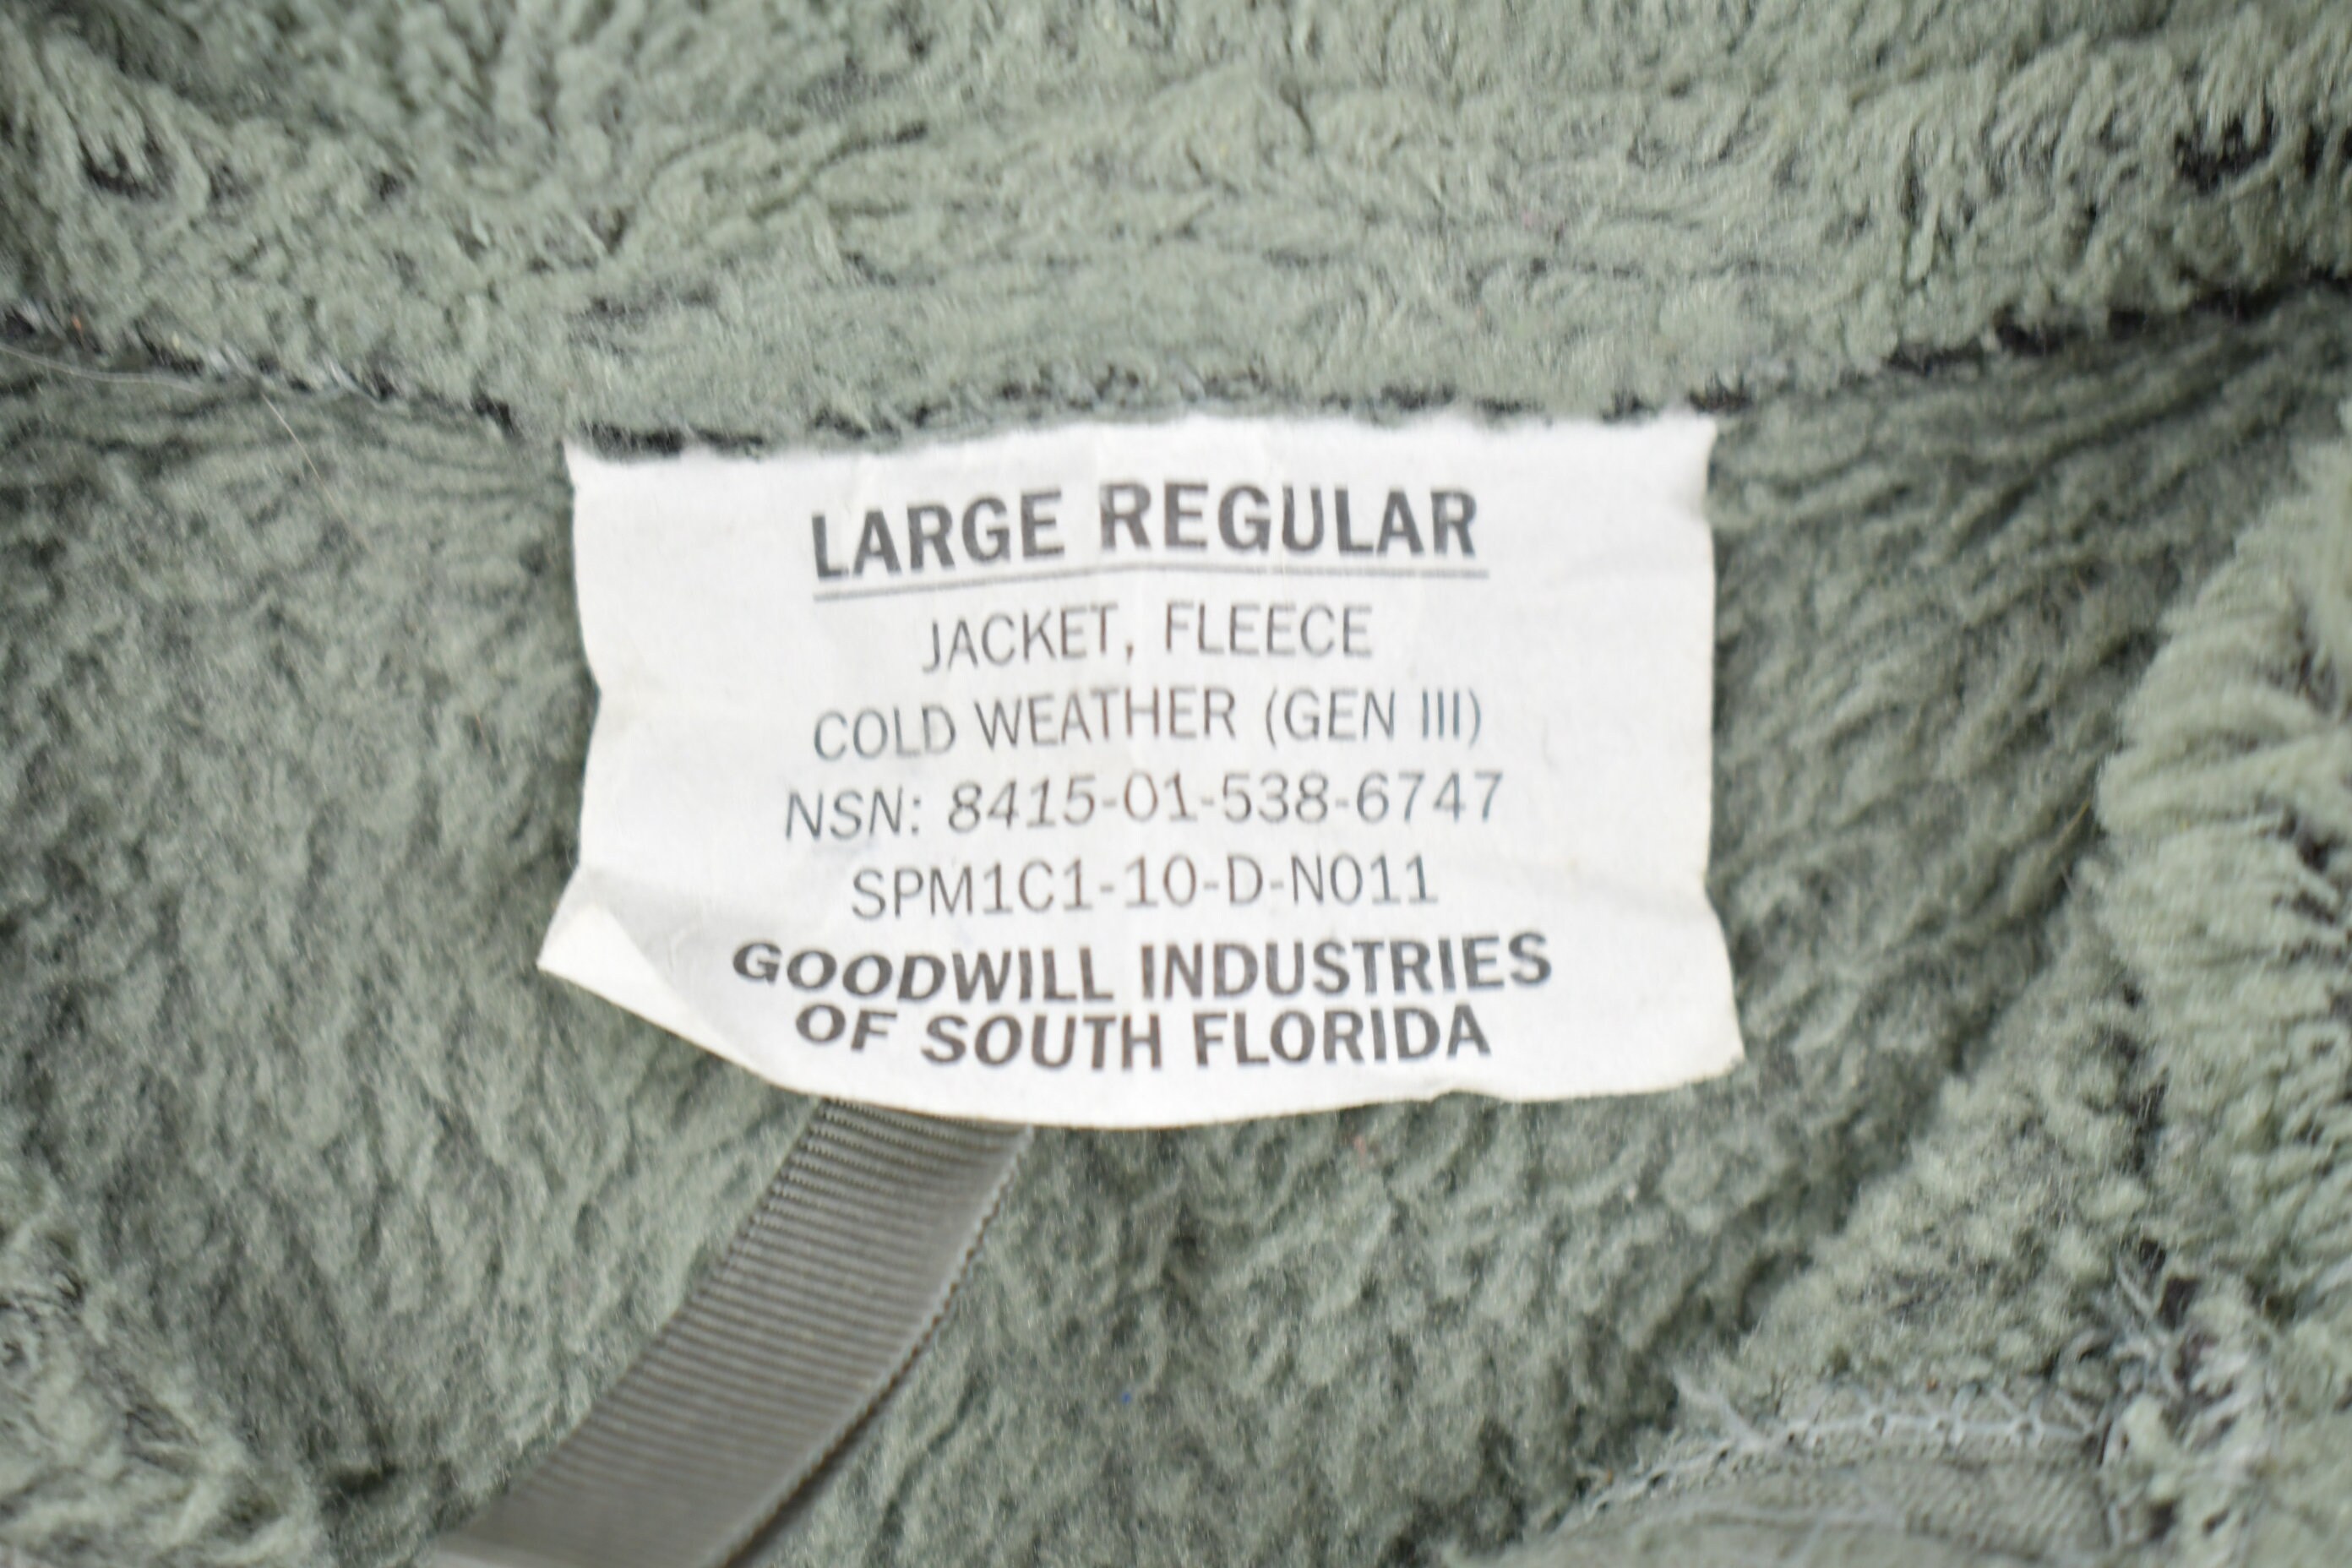 LARGE REGULAR
JACKET, FLEECE
COLD WEATHER (GEN III)
NSN: 8415-01-538-6747
SPM1C1-10-D-N011
GOODWILL INDUSTRIES
OF SOUTH FLORIDA